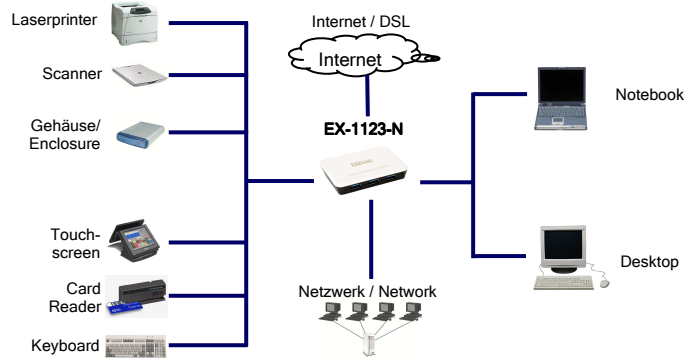 Laserprinter
Scanner
Gehäuse/
Enclosure
Touch-
screen
Card
Reader
Keyboard
Internet / DSL
Internet
EX-1123-N
Netzwerk / Network
Notebook
Desktop